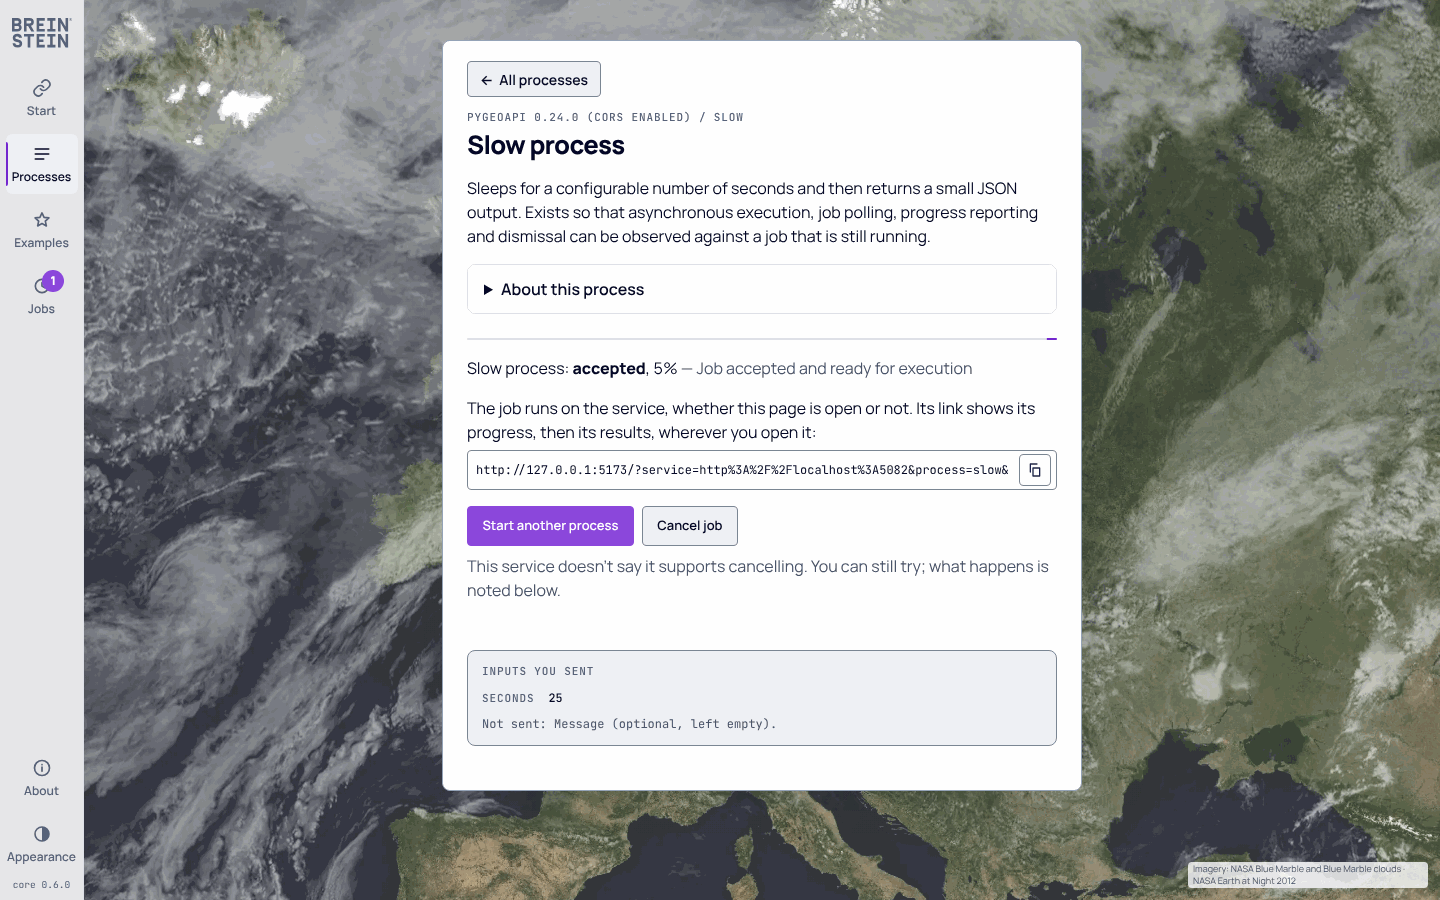 BREIN
STEIN
Start
Processes
Examples
1
Jobs
About
Appearance
core 0.6.0
← All processes
PYGEOAPI 0.24.0 (CORS ENABLED) / SLOW
Slow process
Sleeps for a configurable number of seconds and then returns a small JSON
output. Exists so that asynchronous execution, job polling, progress reporting
and dismissal can be observed against a job that is still running.
About this process
Slow process: accepted, 5% — Job accepted and ready for execution
The job runs on the service, whether this page is open or not. Its link shows its
progress, then its results, wherever you open it:
http://127.0.0.1:5173/?service=http%3A%2F%2Flocalhost%3A5082&process=slow&
Start another process
Cancel job
This service doesn't say it supports cancelling. You can still try; what happens is
noted below.
INPUTS YOU SENT
SECONDS 25
Not sent: Message (optional, left empty).
Imagery: NASA Blue Marble and Blue Marble clouds ·
NASA Earth at Night 2012